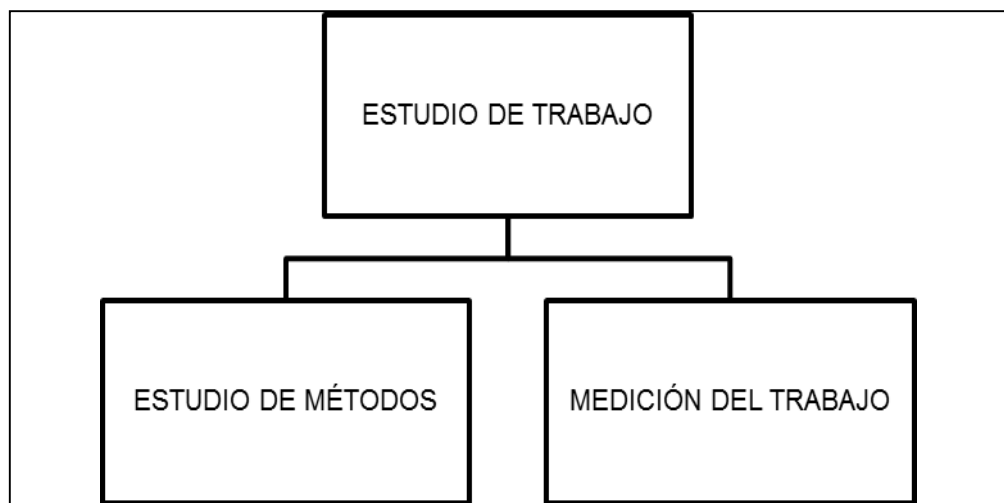 ESTUDIO DE TRABAJO
ESTUDIO DE MÉTODOS
MEDICIÓN DEL TRABAJO